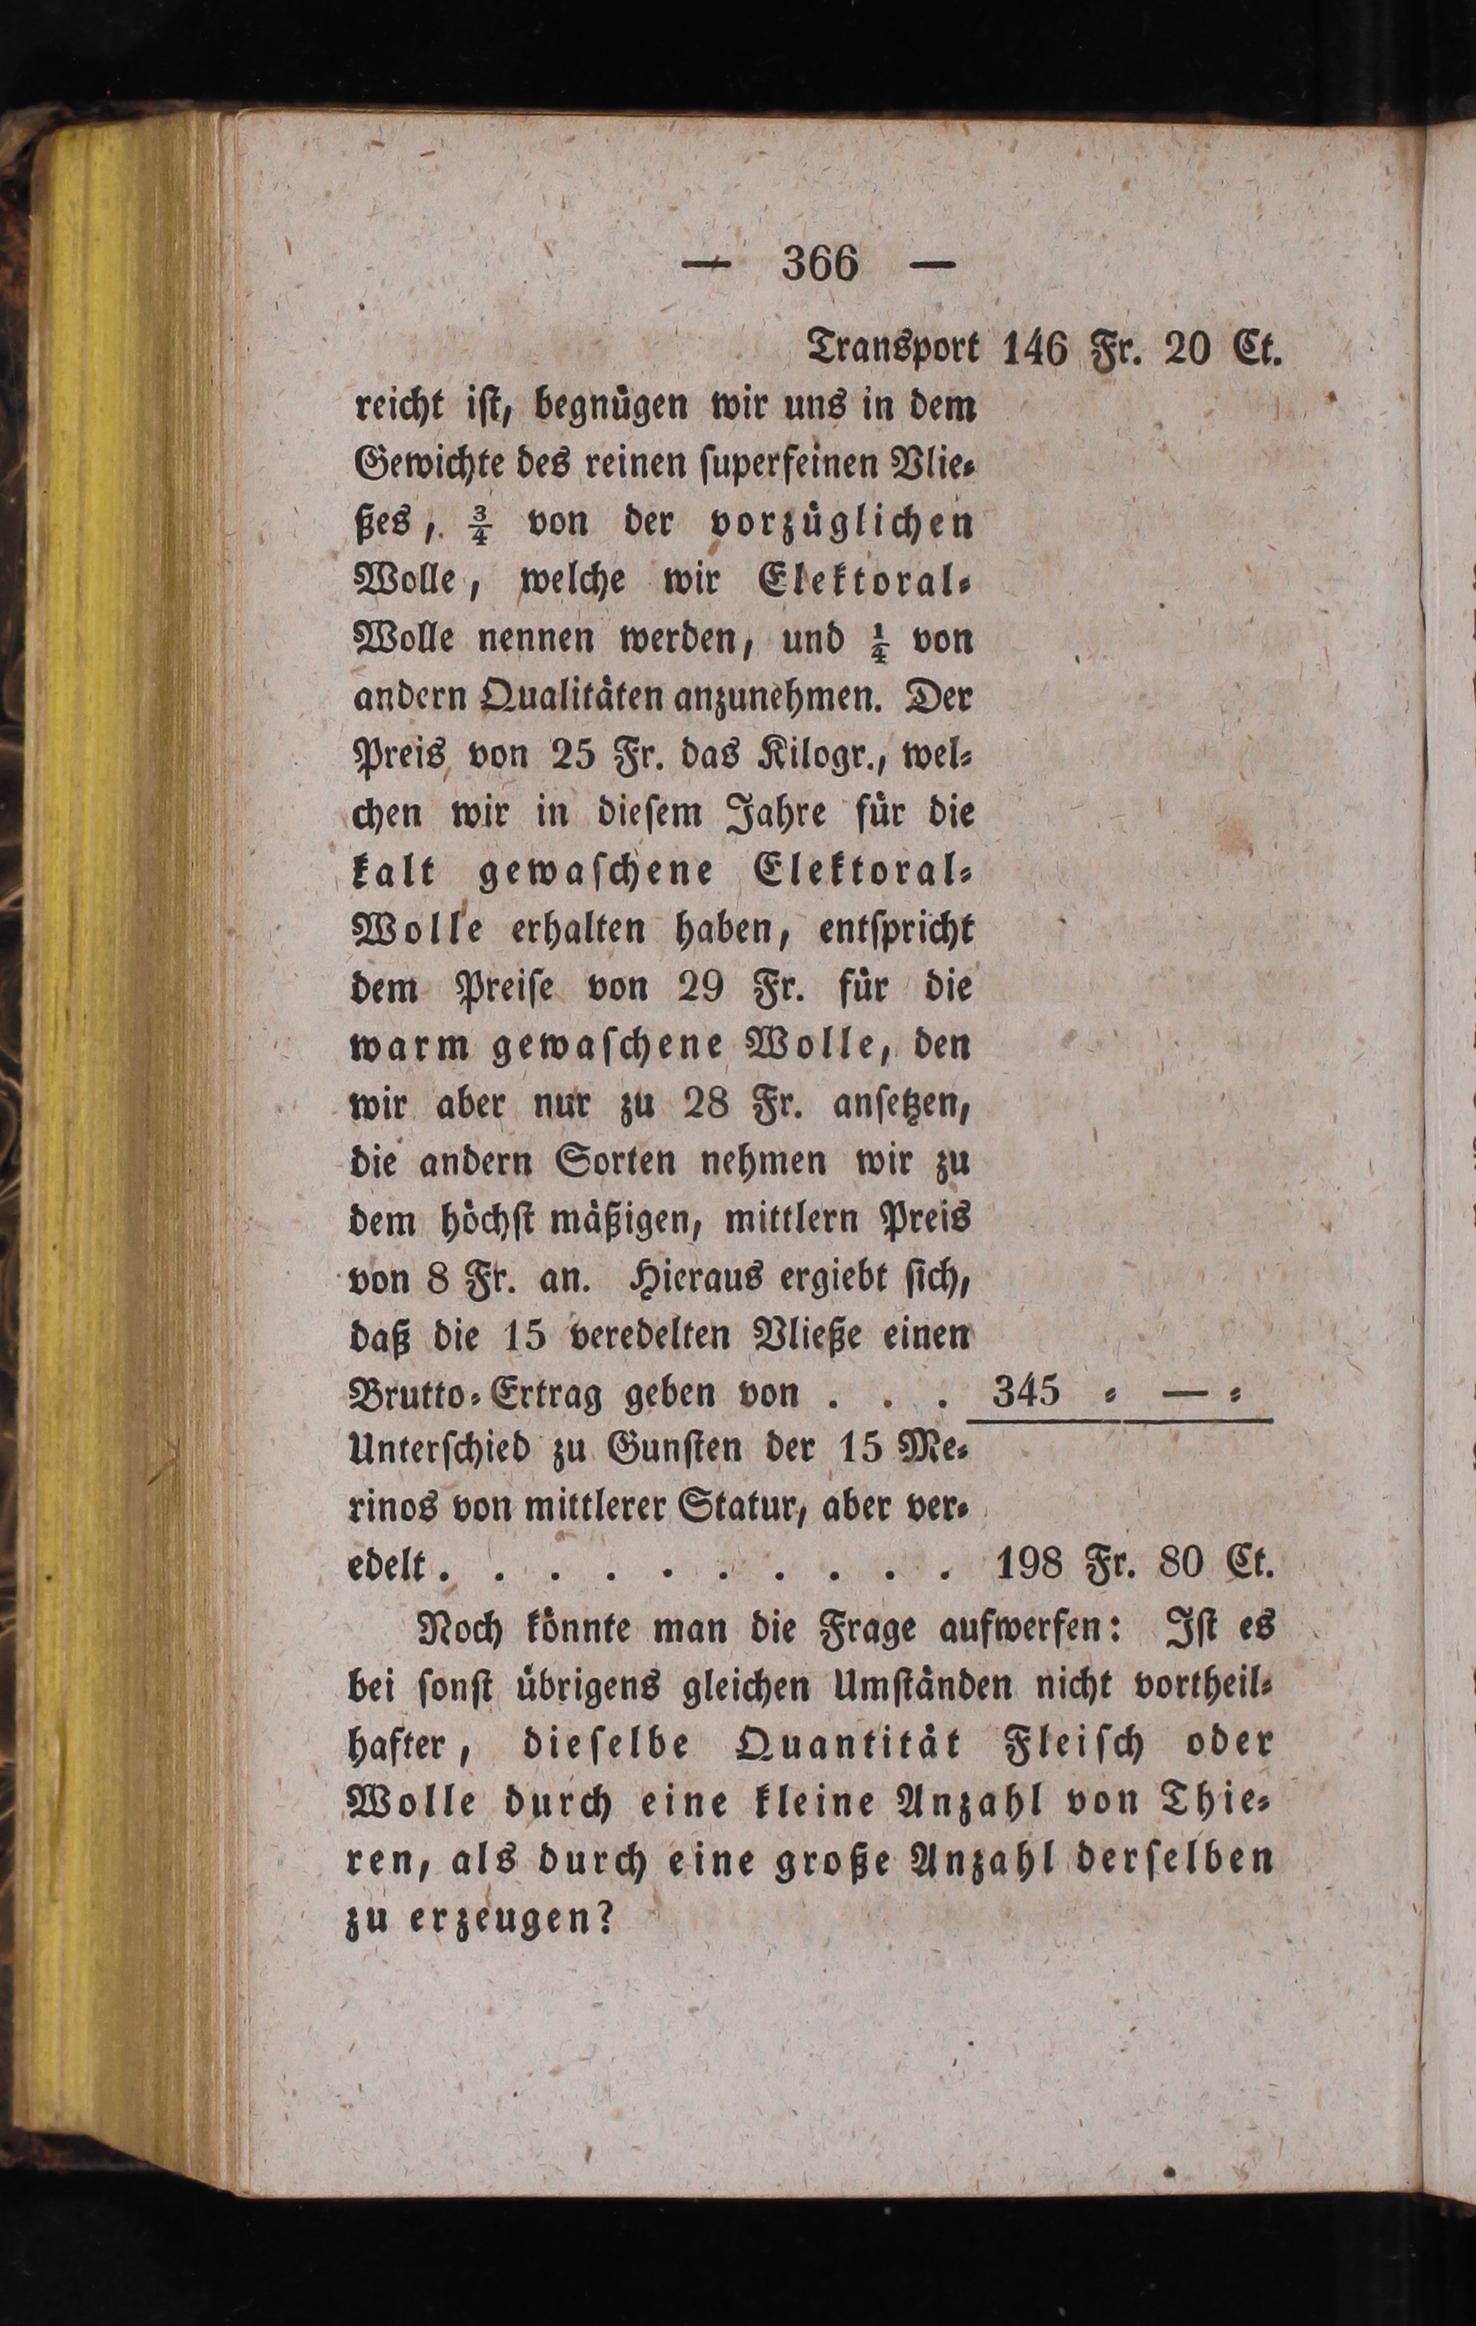 — 366 —
Transport 146 Fr. 20 Ct.
reicht iſt, begnügen wir uns in dem
Gewichte des reinen ſuperfeinen Vlie⸗
ßes, ¾ von der vorzüglichen
Wolle, welche wir Elektoral⸗
Wolle nennen werden, und ¼ von
andern Qualitäten anzunehmen. Der
Preis von 25 Fr. das Kilogr., wel⸗
chen wir in dieſem Jahre für die
kalt gewaſchene Elektoral⸗
Wolle erhalten haben, entſpricht
dem Preiſe von 29 Fr. für die
warm gewaſchene Wolle, den
wir aber nur zu 28 Fr. anſetzen,
die andern Sorten nehmen wir zu
dem höchſt mäßigen, mittlern Preis
von 8 Fr. an. Hieraus ergiebt ſich,
daß die 15 veredelten Vließe einen
Brutto⸗Ertrag geben von . . . 345 ⸗ — ⸗
Unterſchied zu Gunſten der 15 Me⸗
rinos von mittlerer Statur, aber ver⸗
edelt. . . . . . . . . . 198 Fr. 80 Ct.
Noch könnte man die Frage aufwerfen: Iſt es
bei ſonſt übrigens gleichen Umſtänden nicht vortheil⸗
hafter, dieſelbe Quantität Fleiſch oder
Wolle durch eine kleine Anzahl von Thie⸗
ren, als durch eine große Anzahl derſelben
zu erzeugen?